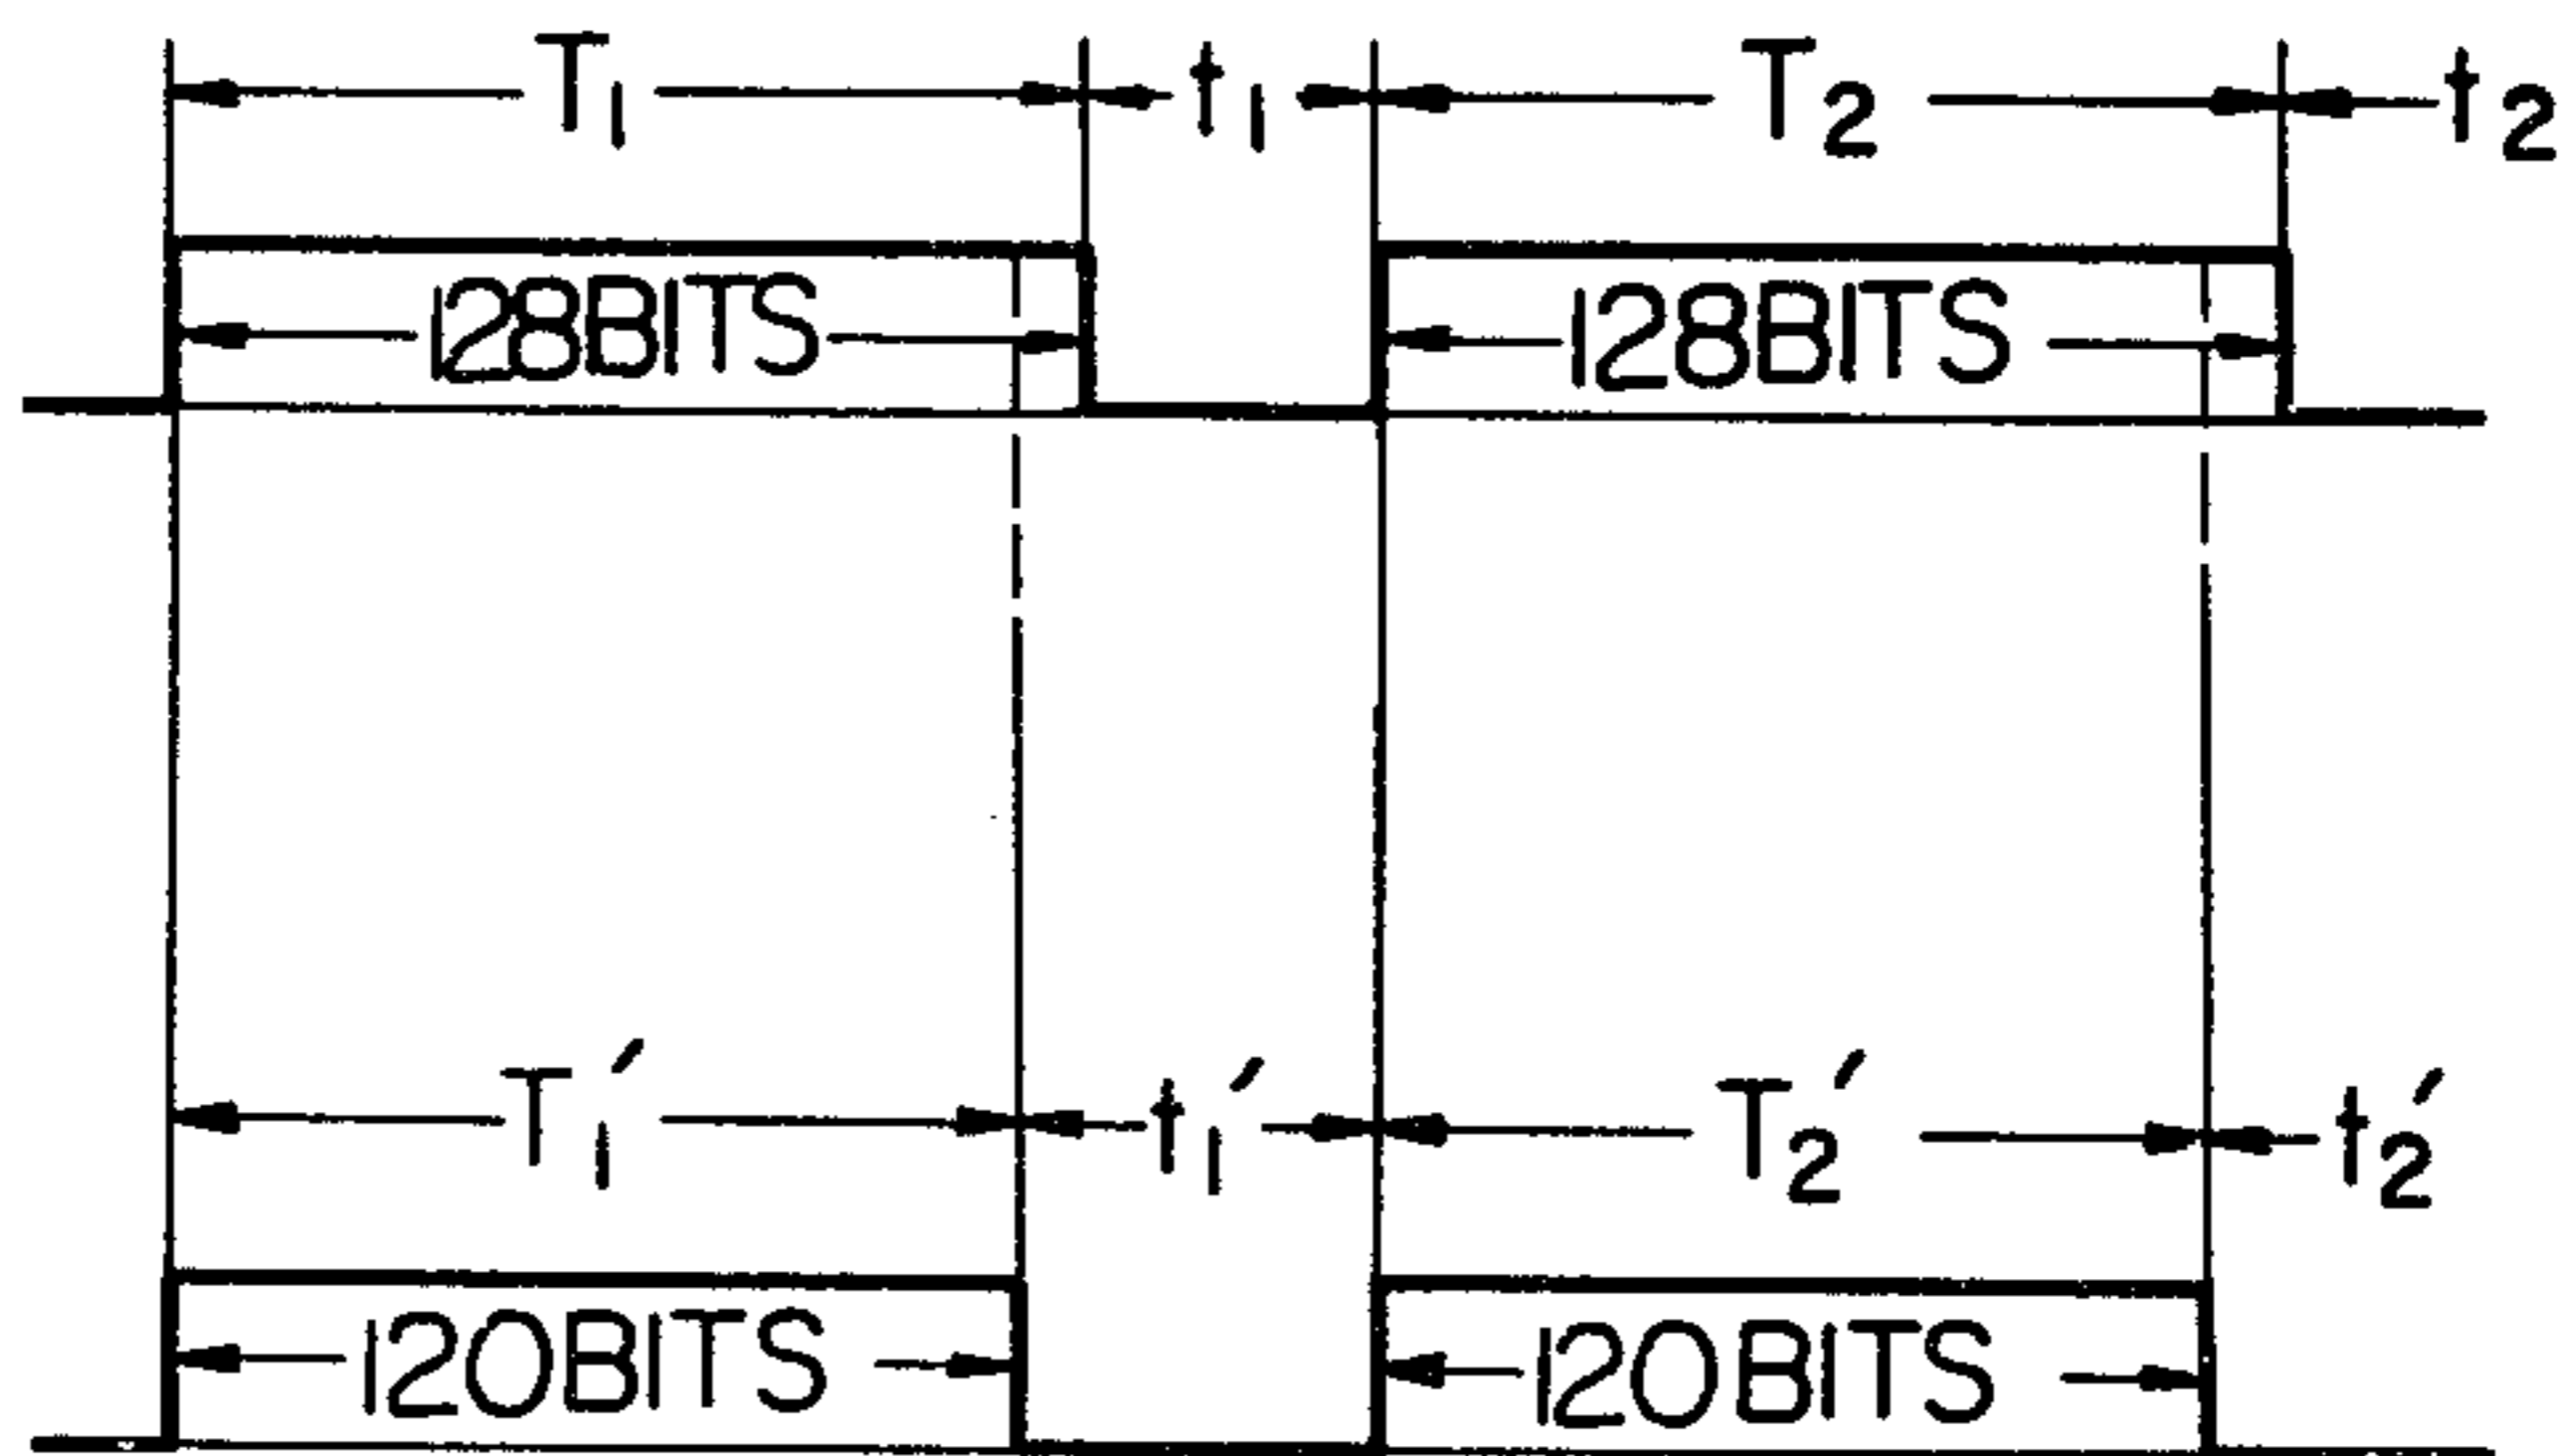 T₁ t₁ T₂ t₂
128BITS 128BITS
T₁′ t₁′ T₂′ t₂′
120BITS 120BITS